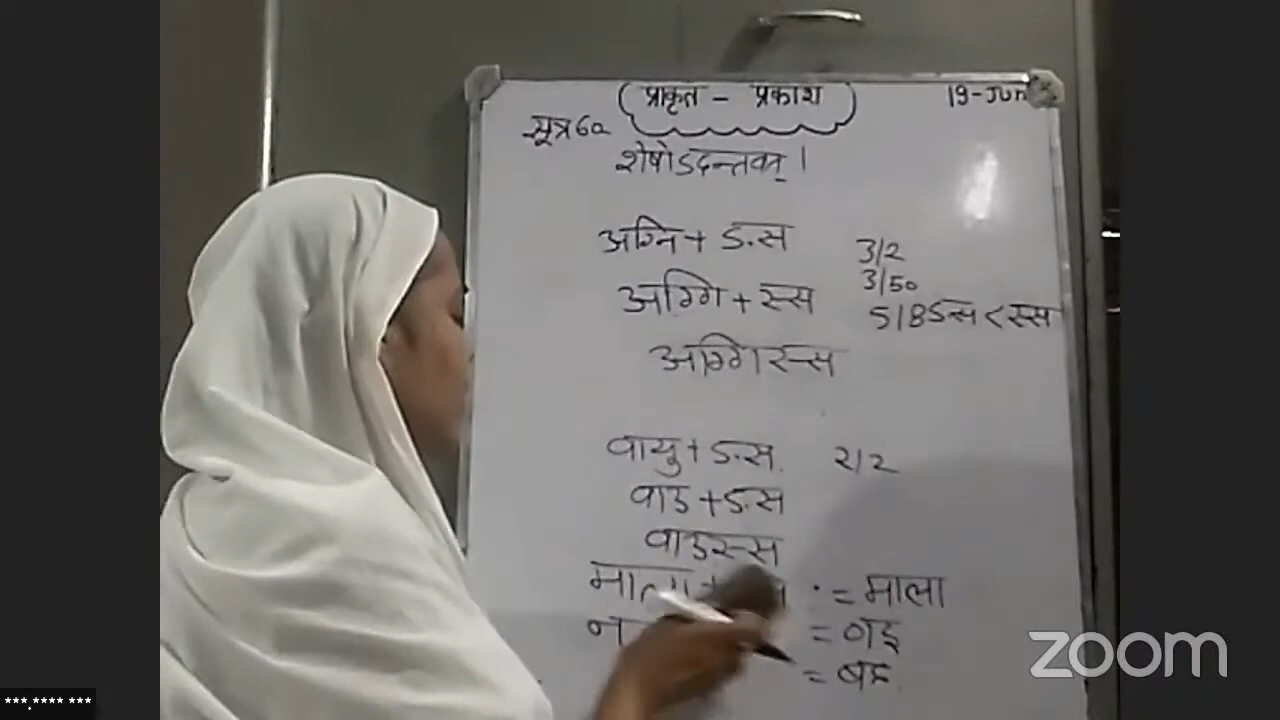 प्राकृत - प्रकाश
19-Jun
सूत्र 60
शेषोऽदन्तवत् ।
अग्नि + ङस
3/2
3/50
अग्गि + स्स
5/8 ङस < स्स
अग्गिस्स
वायु + ङस
2/2
वाउ + ङस
वाउस्स
= माला
= णइ
zoom
***.****.** ***